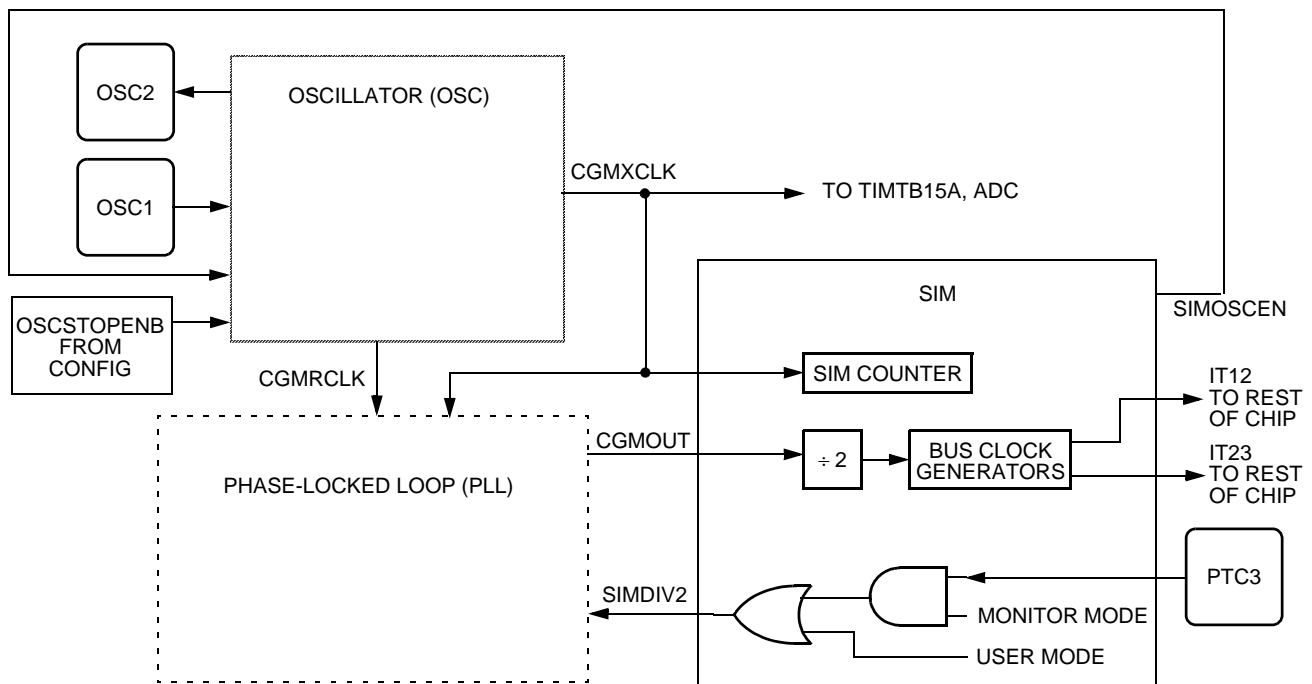 OSC2
OSCILLATOR (OSC)
CGMXCLK
OSC1
TO TIMTB15A, ADC
SIM
OSCSTOPENB
FROM
CONFIG
SIMOSCEN
CGMRCLK
SIM COUNTER
IT12
TO REST
OF CHIP
CGMOUT
÷ 2
BUS CLOCK
GENERATORS
PHASE-LOCKED LOOP (PLL)
IT23
TO REST
OF CHIP
SIMDIV2
PTC3
MONITOR MODE
USER MODE